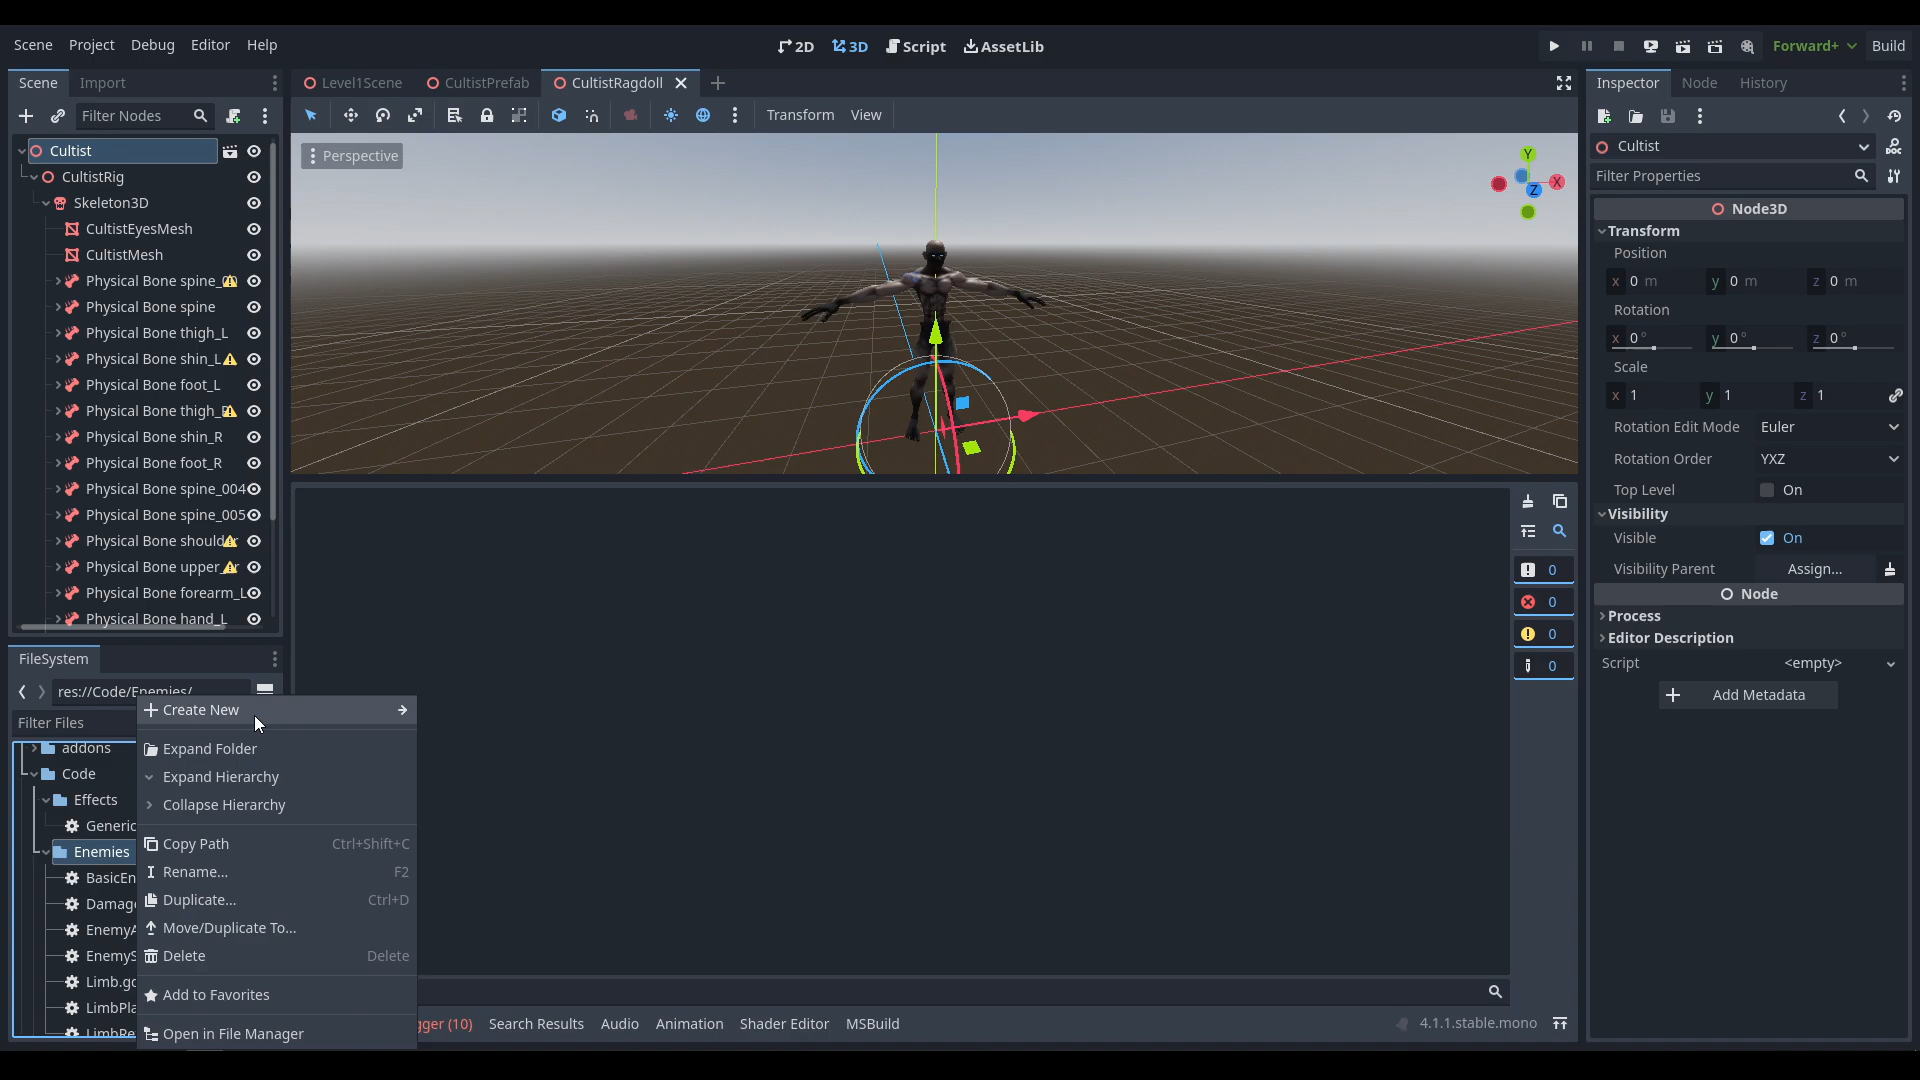 Scene Project Debug Editor Help
2D 3D Script AssetLib
Forward+ Build
Scene Import
Filter Nodes
Cultist
CultistRig
Skeleton3D
CultistEyesMesh
CultistMesh
Physical Bone spine_
Physical Bone spine
Physical Bone thigh_L
Physical Bone shin_L
Physical Bone foot_L
Physical Bone thigh_
Physical Bone shin_R
Physical Bone foot_R
Physical Bone spine_004
Physical Bone spine_005
Physical Bone should
Physical Bone upper_
Physical Bone forearm_L
Physical Bone hand_L
FileSystem
res://Code/Enemies/
Filter Files
addons
Code
Effects
Generic
Enemies
BasicEn
Damage
EnemyA
EnemyS
Limb.gd
LimbPla
LimbRe
Create New
Expand Folder
Expand Hierarchy
Collapse Hierarchy
Copy Path Ctrl+Shift+C
Rename... F2
Duplicate... Ctrl+D
Move/Duplicate To...
Delete Delete
Add to Favorites
Open in File Manager
Level1Scene CultistPrefab CultistRagdoll
Transform View
Perspective
Y
X
Z
0
0
0
0
gger (10) Search Results Audio Animation Shader Editor MSBuild
4.1.1.stable.mono
Inspector Node History
Cultist
Filter Properties
Node3D
Transform
Position
x 0 m y 0 m z 0 m
Rotation
x 0° y 0° z 0°
Scale
x 1 y 1 z 1
Rotation Edit Mode Euler
Rotation Order YXZ
Top Level On
Visibility
Visible On
Visibility Parent Assign...
Node
Process
Editor Description
Script <empty>
Add Metadata